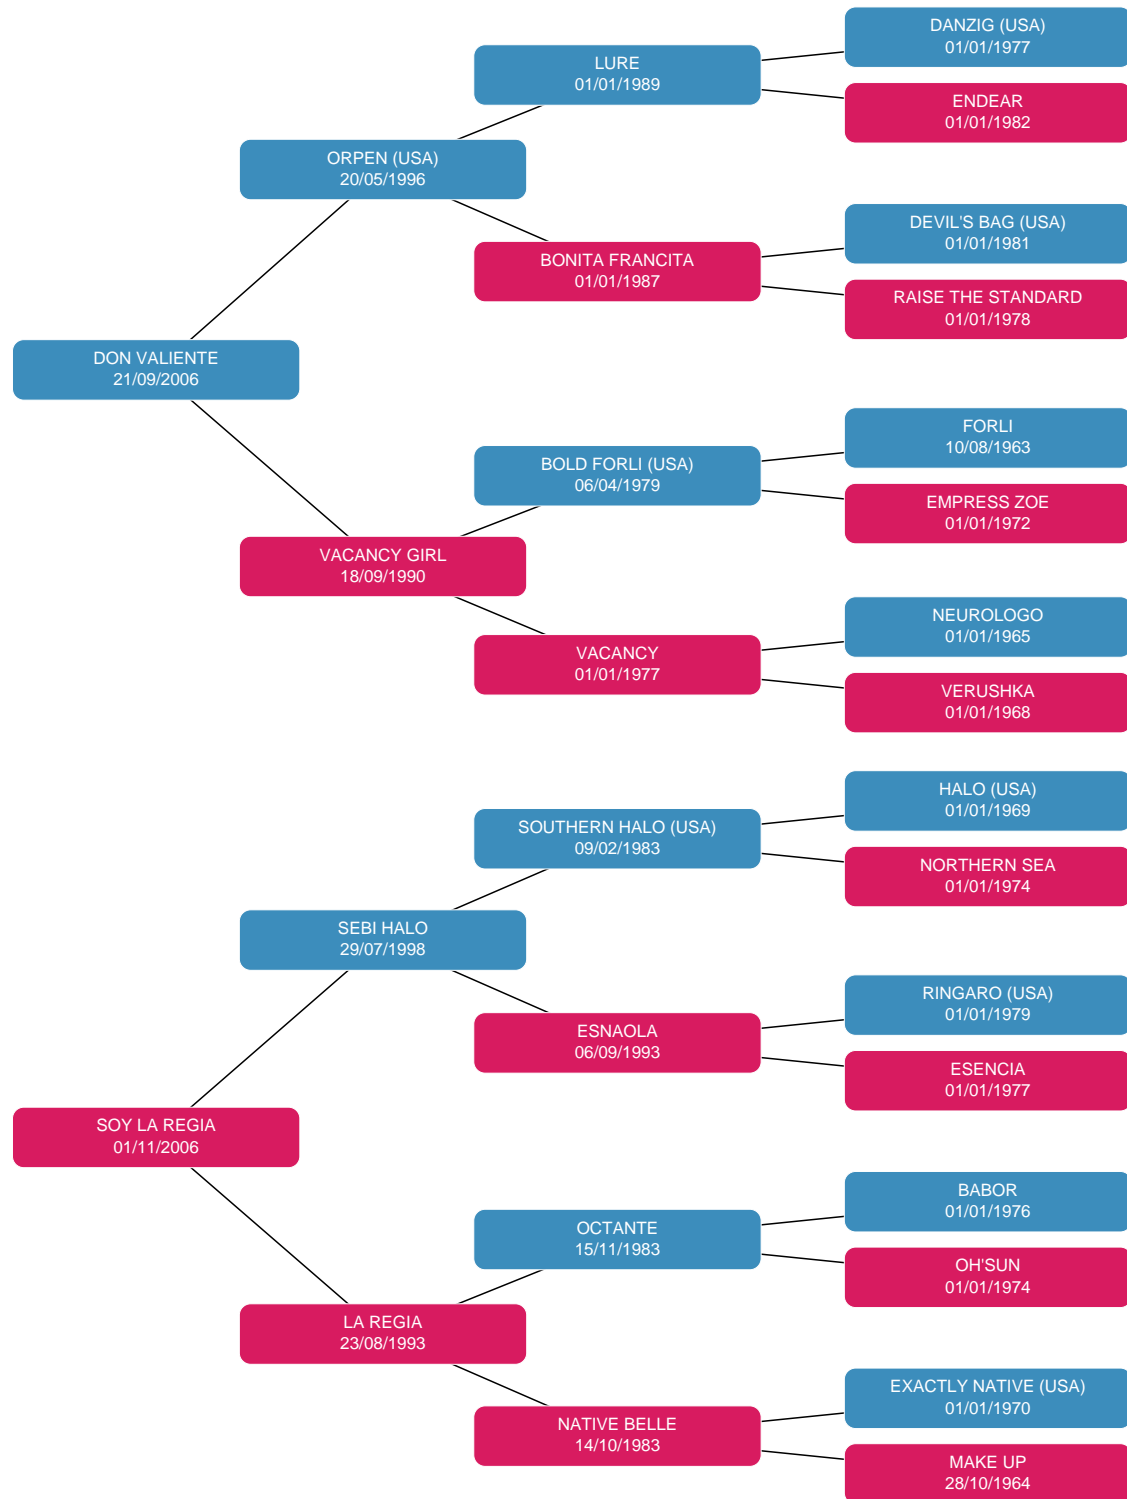 DANZIG (USA)
01/01/1977
LURE
01/01/1989
ENDEAR
01/01/1982
ORPEN (USA)
20/05/1996
DEVIL'S BAG (USA)
01/01/1981
BONITA FRANCITA
01/01/1987
RAISE THE STANDARD
01/01/1978
DON VALIENTE
21/09/2006
FORLI
10/08/1963
BOLD FORLI (USA)
06/04/1979
EMPRESS ZOE
01/01/1972
VACANCY GIRL
18/09/1990
NEUROLOGO
01/01/1965
VACANCY
01/01/1977
VERUSHKA
01/01/1968
HALO (USA)
01/01/1969
SOUTHERN HALO (USA)
09/02/1983
NORTHERN SEA
01/01/1974
SEBI HALO
29/07/1998
RINGARO (USA)
01/01/1979
ESNAOLA
06/09/1993
ESENCIA
01/01/1977
SOY LA REGIA
01/11/2006
BABOR
01/01/1976
OCTANTE
15/11/1983
OH'SUN
01/01/1974
LA REGIA
23/08/1993
EXACTLY NATIVE (USA)
01/01/1970
NATIVE BELLE
14/10/1983
MAKE UP
28/10/1964